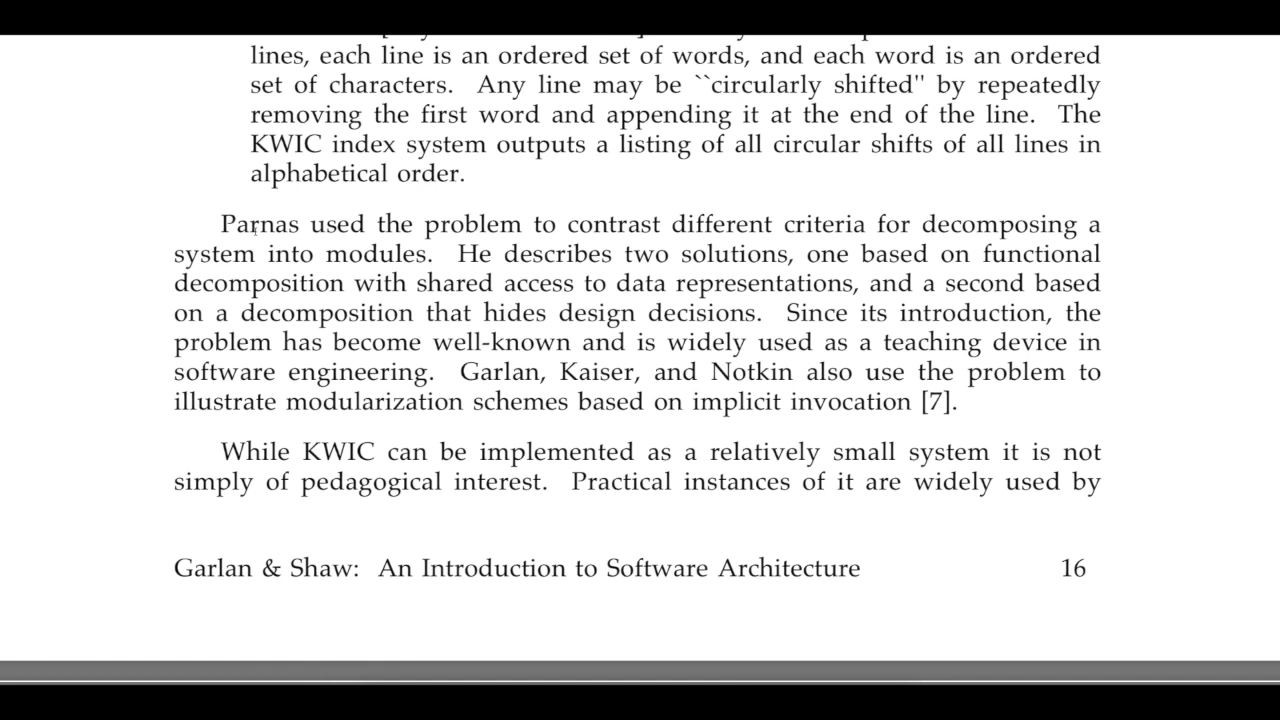 lines, each line is an ordered set of words, and each word is an ordered
set of characters. Any line may be ``circularly shifted'' by repeatedly
removing the first word and appending it at the end of the line. The
KWIC index system outputs a listing of all circular shifts of all lines in
alphabetical order.
Parnas used the problem to contrast different criteria for decomposing a
system into modules. He describes two solutions, one based on functional
decomposition with shared access to data representations, and a second based
on a decomposition that hides design decisions. Since its introduction, the
problem has become well-known and is widely used as a teaching device in
software engineering. Garlan, Kaiser, and Notkin also use the problem to
illustrate modularization schemes based on implicit invocation [7].
While KWIC can be implemented as a relatively small system it is not
simply of pedagogical interest. Practical instances of it are widely used by
Garlan & Shaw: An Introduction to Software Architecture 16